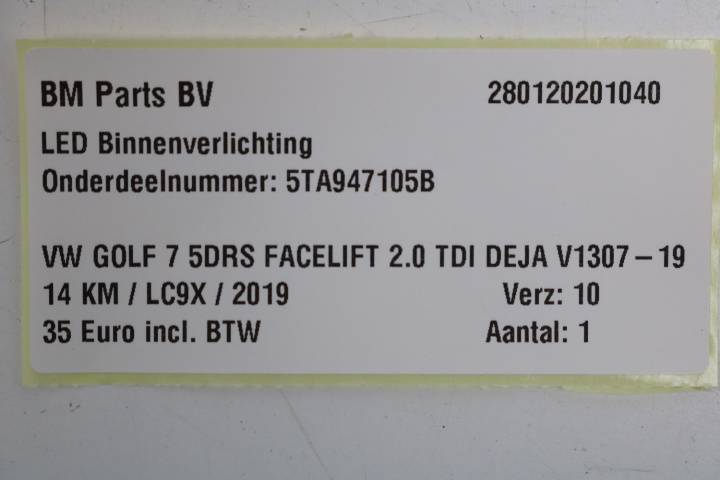 BM Parts BV 280120201040
LED Binnenverlichting
Onderdeelnummer: 5TA947105B
VW GOLF 7 5DRS FACELIFT 2.0 TDI DEJA V1307-19
14 KM / LC9X / 2019 Verz: 10
35 Euro incl. BTW Aantal: 1